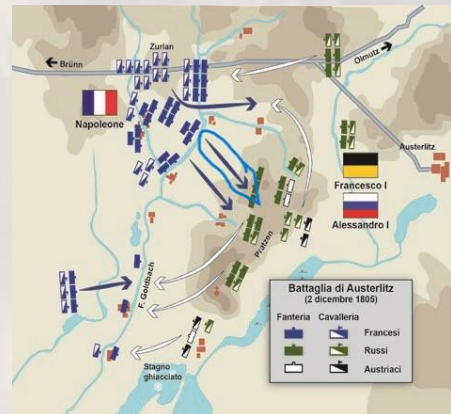 Zurlan
Olmutz
Brünn
Napoleone
Austerlitz
Francesco I
Alessandro I
Pratzen
F. Goldbach
Stagno
ghiacciato
Battaglia di Austerlitz
(2 dicembre 1805)
Fanteria Cavalleria
Francesi
Russi
Austriaci